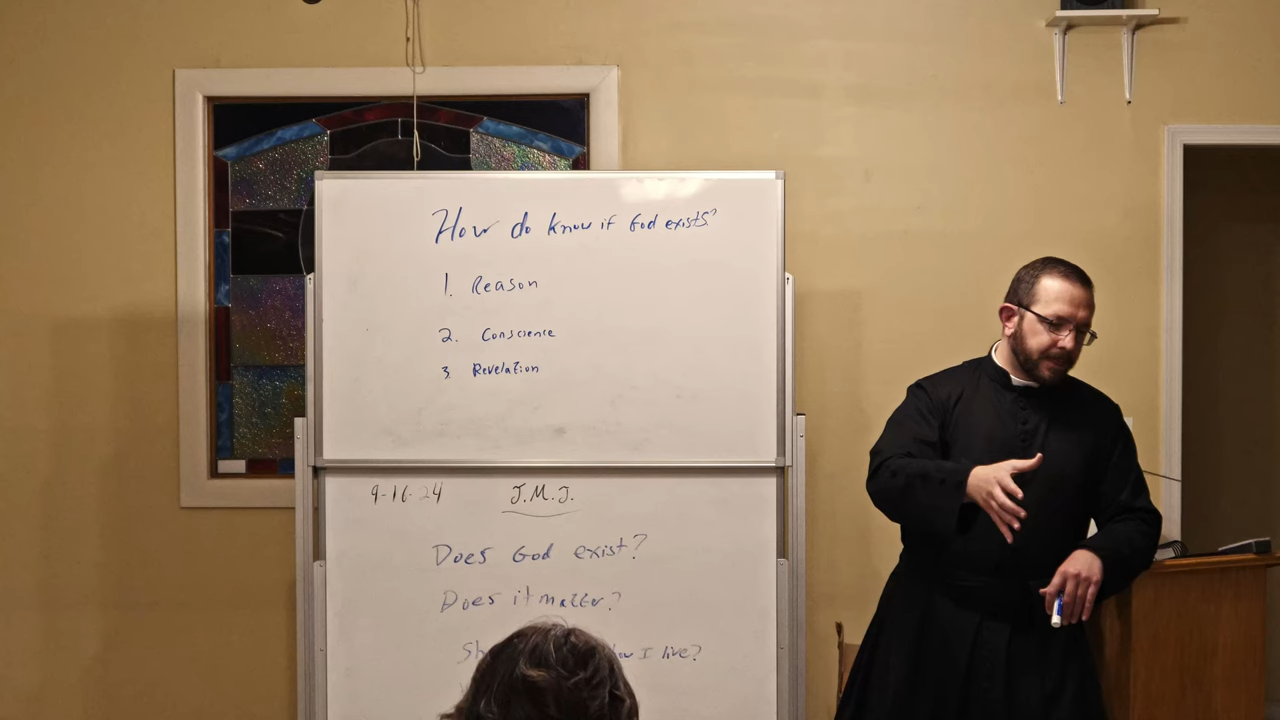 How do know if God exists?
1. Reason
2. Conscience
3. Revelation
9-16-24 J.M.J.
Does God exist?
Does it matter?
I live?